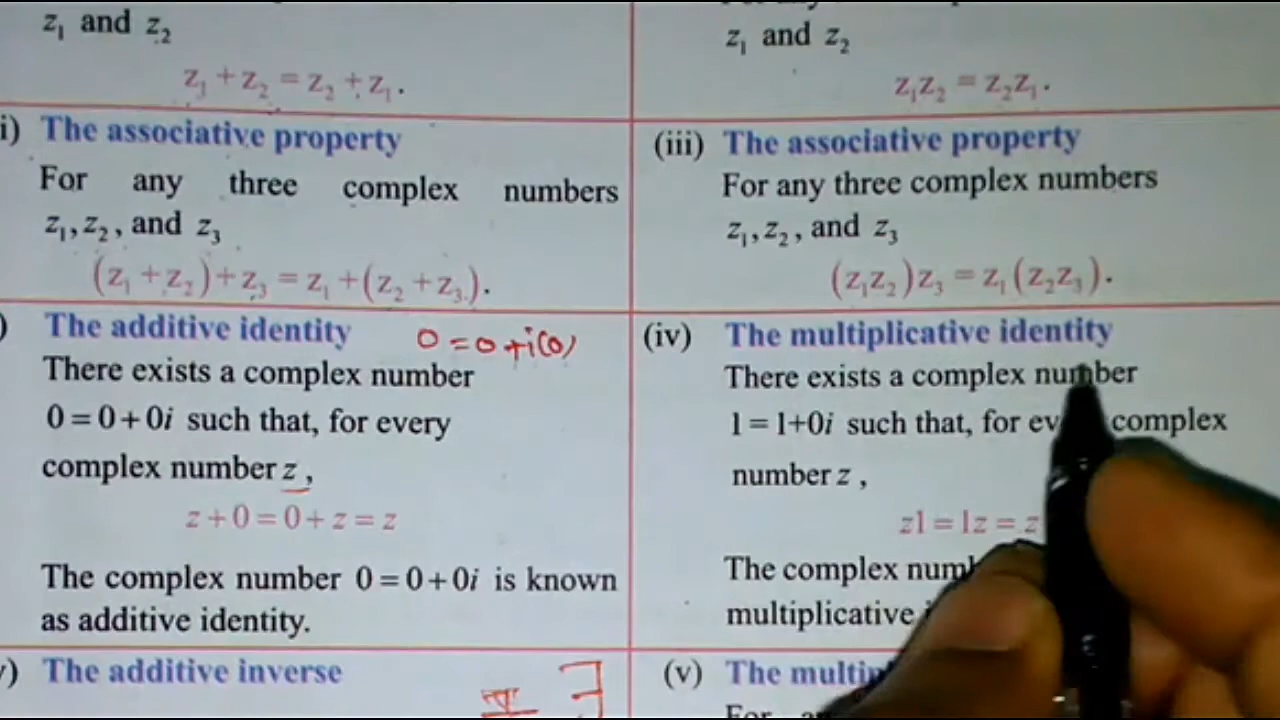 z₁ and z₂
z₁ + z₂ = z₂ + z₁.
i) The associative property
For any three complex numbers
z₁, z₂, and z₃
(z₁ + z₂) + z₃ = z₁ + (z₂ + z₃).
) The additive identity 0 = 0 + i(0)
There exists a complex number
0 = 0 + 0i such that, for every
complex number z,
z + 0 = 0 + z = z
The complex number 0 = 0 + 0i is known
as additive identity.
) The additive inverse
z₁ and z₂
z₁z₂ = z₂z₁.
(iii) The associative property
For any three complex numbers
z₁, z₂, and z₃
(z₁z₂)z₃ = z₁(z₂z₃).
(iv) The multiplicative identity
There exists a complex number
1 = 1+0i such that, for complex
number z,
z1 = 1z = z
The complex
multiplicative
(v) The
For